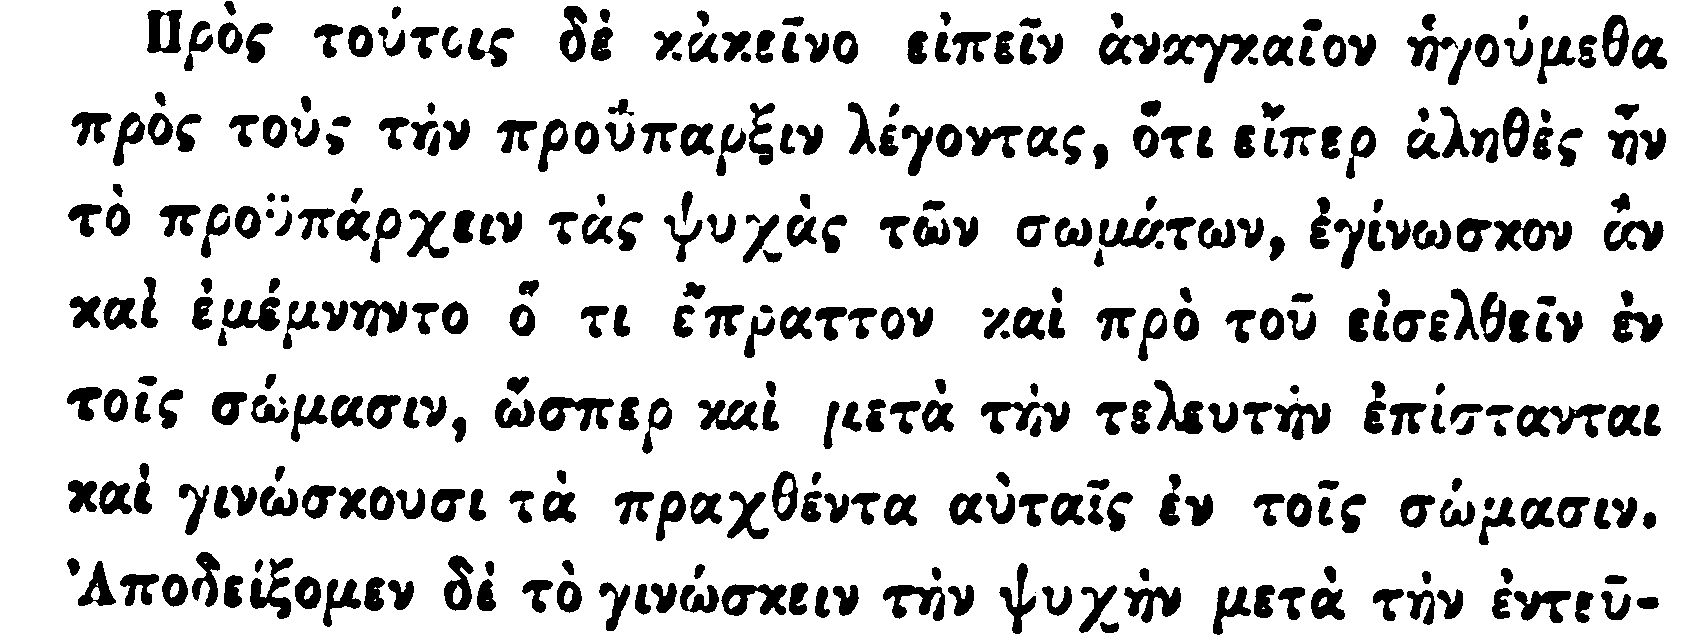 Πρὸς τούτοις δὲ κἀκεῖνο εἰπεῖν ἀναγκαῖον ἡγούμεθα
πρὸς τοὺς τὴν προΰπαρξιν λέγοντας, ὅτι εἴπερ ἀληθὲς ἦν
τὸ προϋπάρχειν τὰς ψυχὰς τῶν σωμάτων, ἐγίνωσκον ἂν
καὶ ἐμέμνηντο ὅ τι ἔπραττον καὶ πρὸ τοῦ εἰσελθεῖν ἐν
τοῖς σώμασιν, ὥσπερ καὶ μετὰ τὴν τελευτὴν ἐπίστανται
καὶ γινώσκουσι τὰ πραχθέντα αὐταῖς ἐν τοῖς σώμασιν.
Ἀποδείξομεν δὲ τὸ γινώσκειν τὴν ψυχὴν μετὰ τὴν ἐντεῦ-